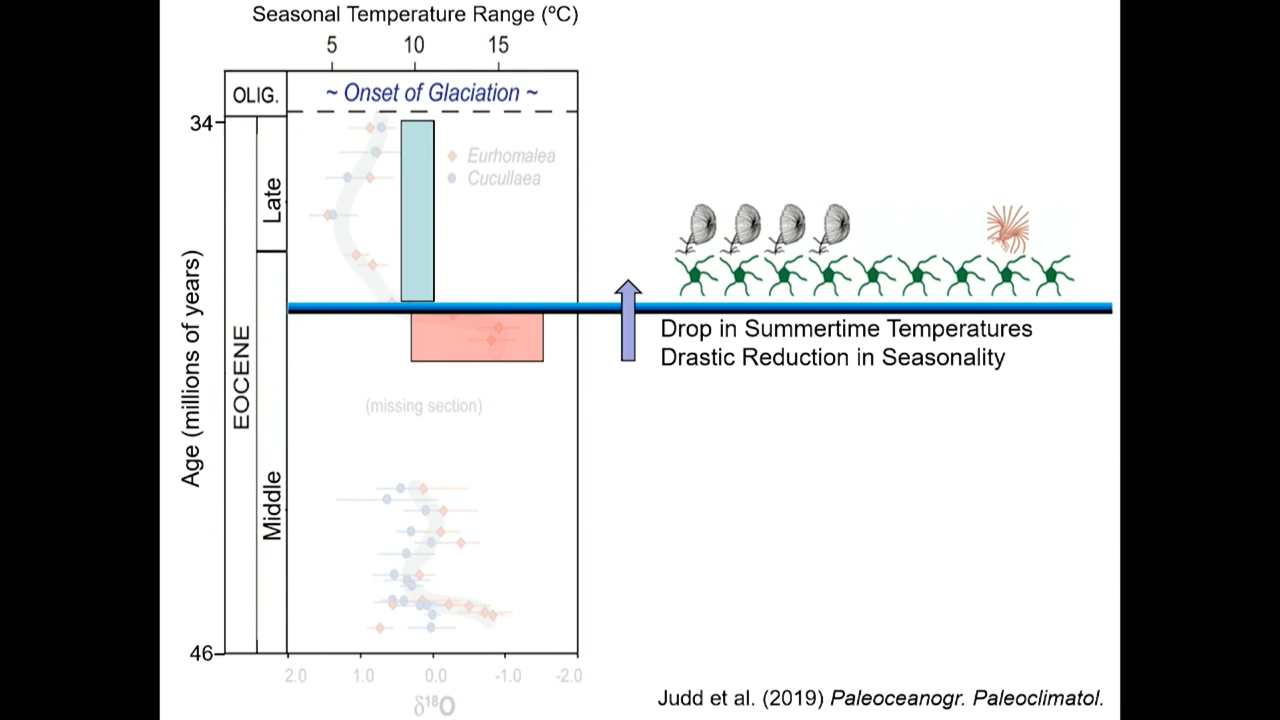 Seasonal Temperature Range (ºC)
5 10 15
OLIG.
~ Onset of Glaciation ~
34
Eurhomalea
Cucullaea
Late
Age (millions of years)
EOCENE
Middle
Drop in Summertime Temperatures
Drastic Reduction in Seasonality
(missing section)
46
2.0 1.0 0.0 -1.0 -2.0
δ¹⁸O
Judd et al. (2019) Paleoceanogr. Paleoclimatol.